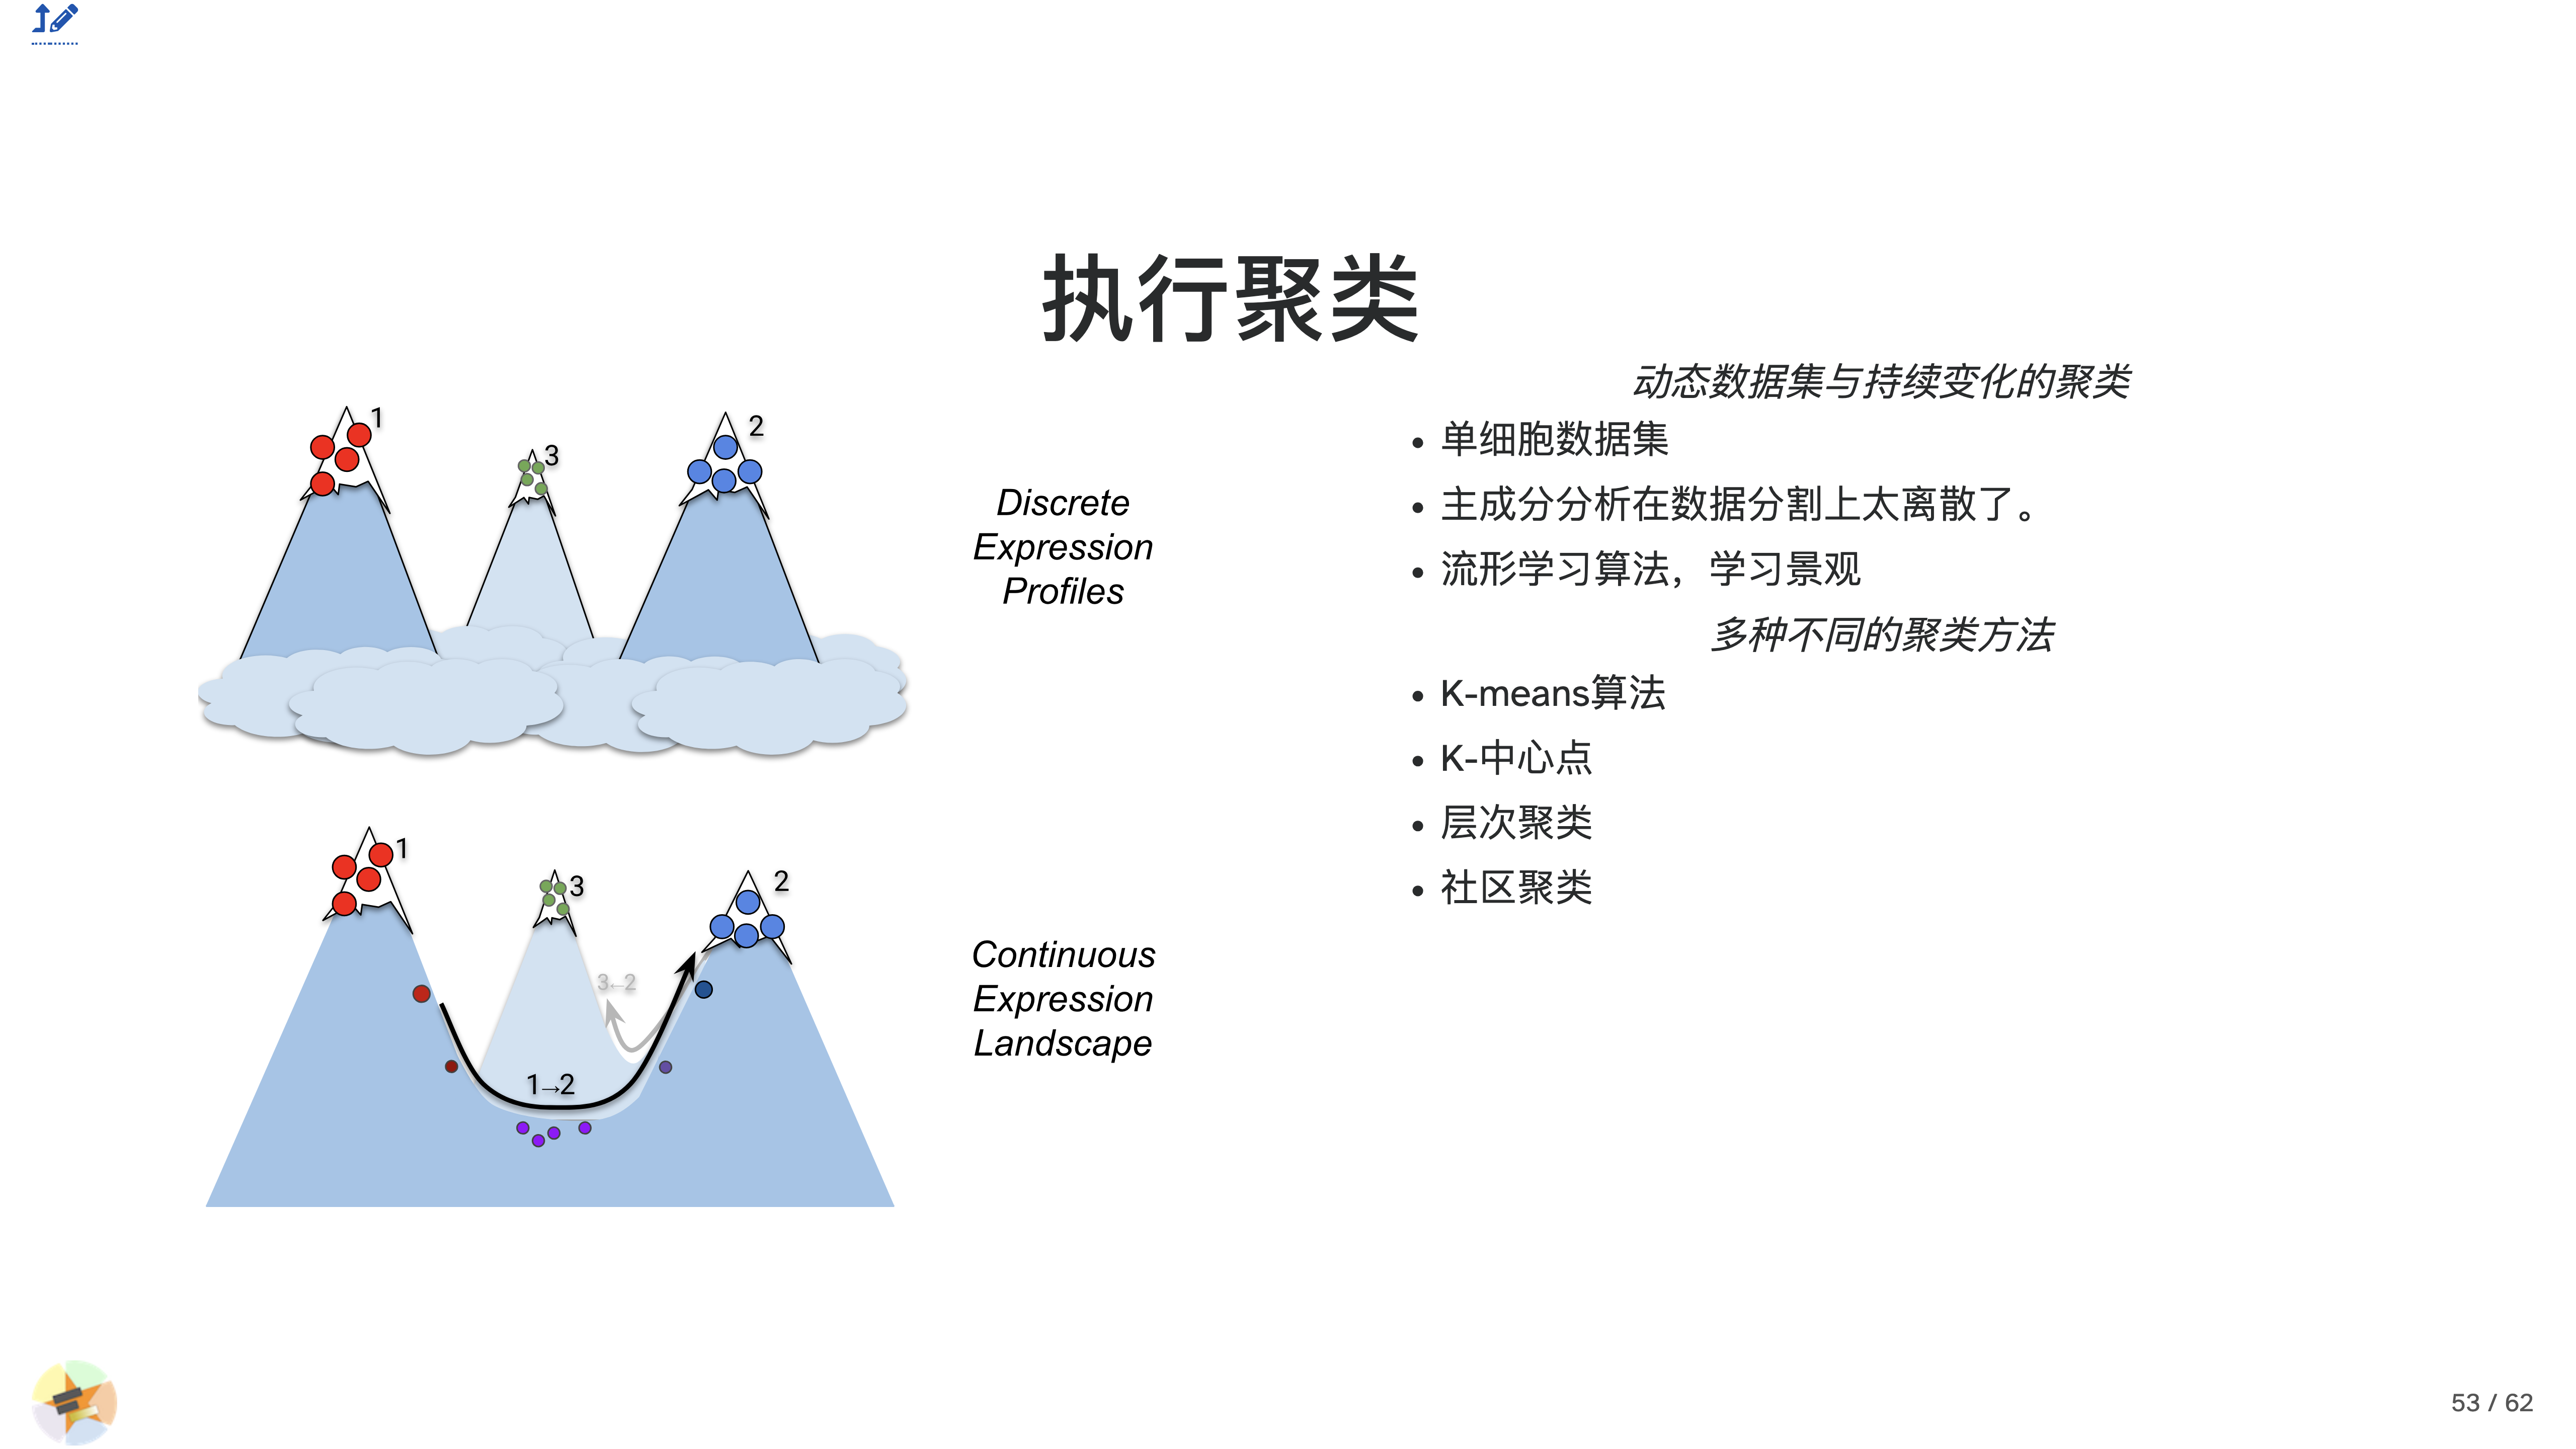 执行聚类
1
3
2
Discrete
Expression
Profiles
1
3
2
3←2
1→2
Continuous
Expression
Landscape
动态数据集与持续变化的聚类
• 单细胞数据集
• 主成分分析在数据分割上太离散了。
• 流形学习算法，学习景观
多种不同的聚类方法
• K-means算法
• K-中心点
• 层次聚类
• 社区聚类
53 / 62